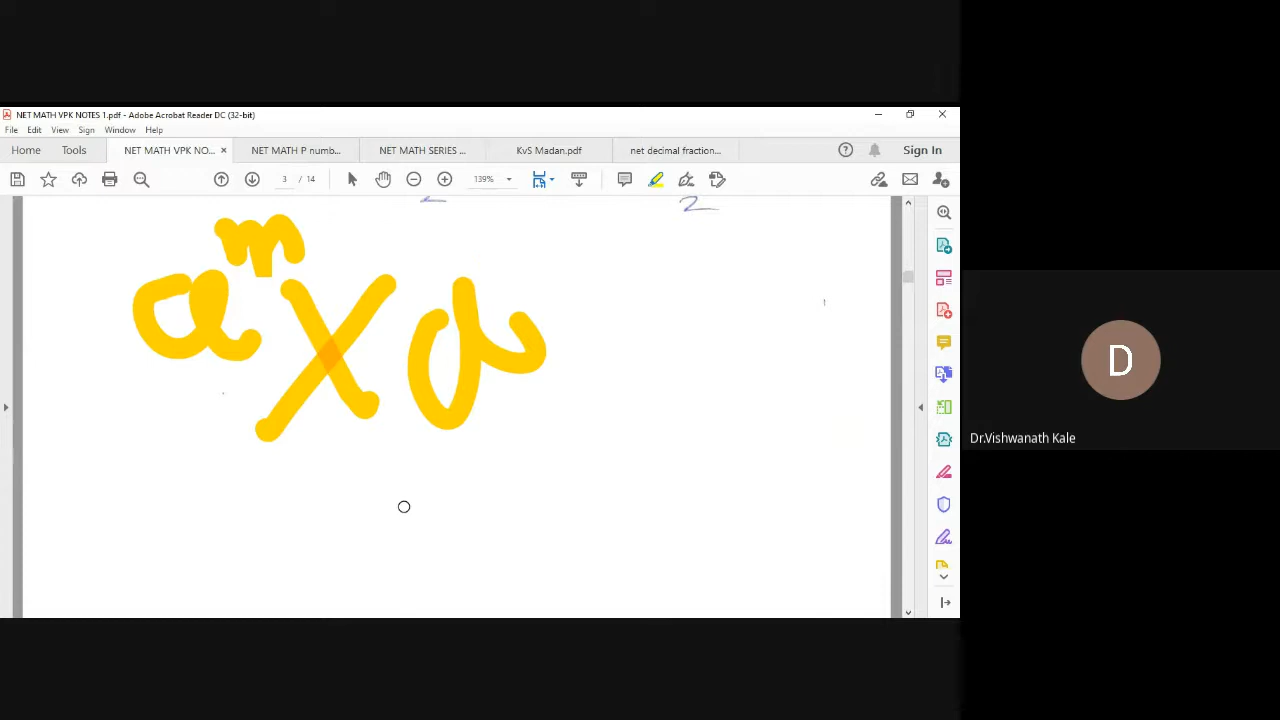 NET MATH VPK NOTES 1.pdf - Adobe Acrobat Reader DC (32-bit)
File Edit View Sign Window Help
Home Tools NET MATH VPK NO... × NET MATH P numb... NET MATH SERIES ... KvS Madan.pdf net decimal fraction... Sign In
3 / 14 139%
2 2
a^m X a
D
Dr.Vishwanath Kale